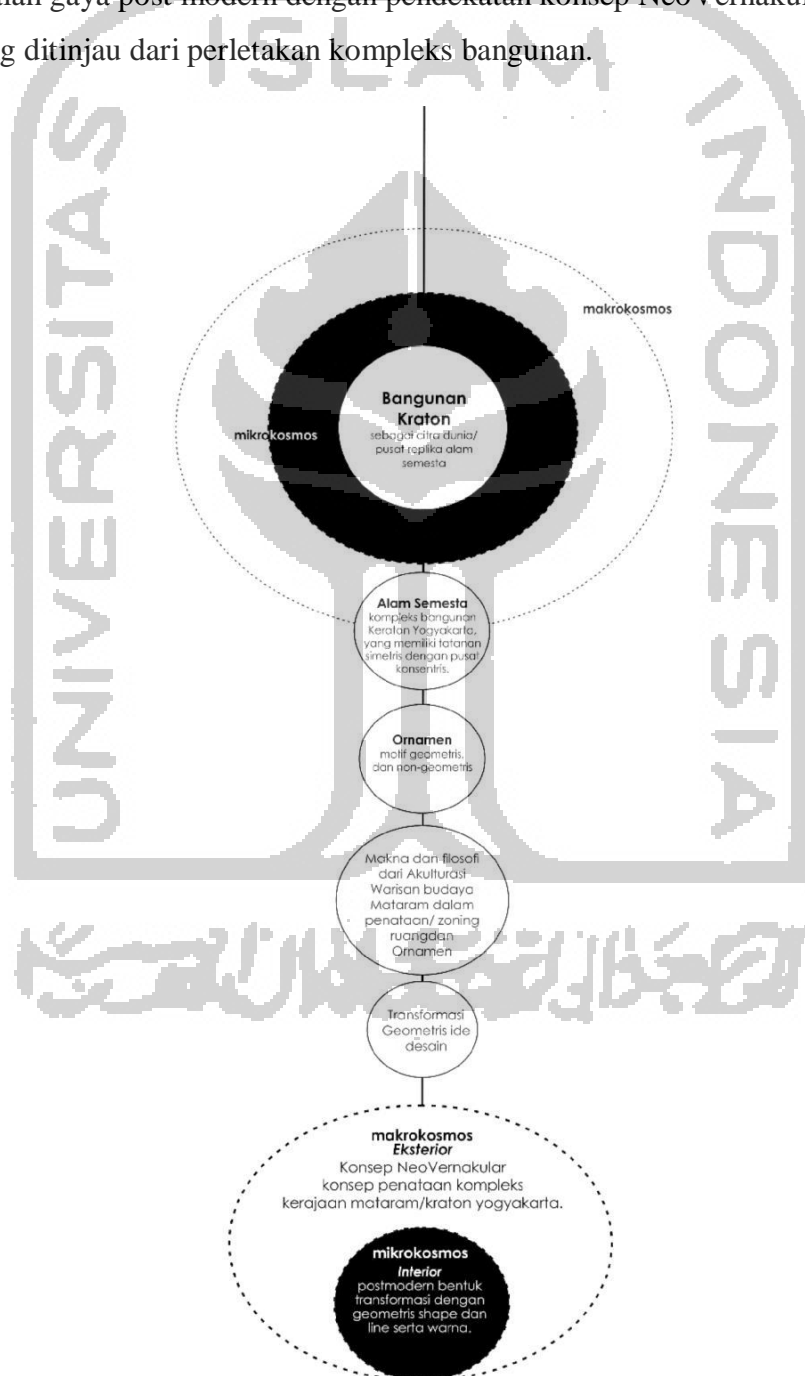 gaya post modern dengan pendekatan konsep NeoVernakul
ditinjau dari perletakan kompleks bangunan.
ISLAM
UNIVERSITAS
INDONESIA
makrokosmos
mikrokosmos
Bangunan
Kraton
sebagai citra dunia/
pusat replika alam
semesta
Alam Semesta
kompleks bangunan
Keratan Yogyakarta,
yang memiliki tatanan
simetris dengan pusat
konsentris.
Ornamen
motif geometris,
dan non-geometris
Makna dan filosofi
dari Akulturasi
Warisan budaya
Mataram dalam
penataan/ zoning
ruangdan
Ornamen
Transformasi
Geometris ide
desain
makrokosmos
Eksterior
Konsep NeoVernakular
konsep penataan kompleks
kerajaan mataram/kraton yogyakarta.
mikrokosmos
Interior
postmodern bentuk
transformasi dengan
geometris shape dan
line serta warna.